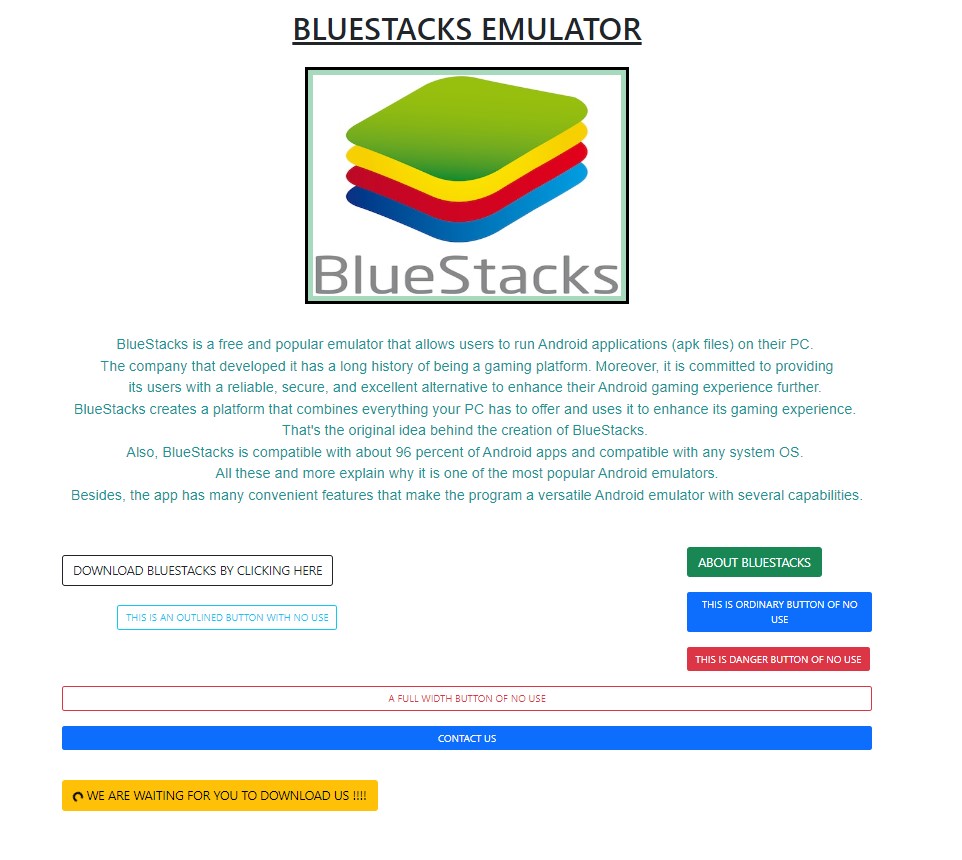 BLUESTACKS EMULATOR
BlueStacks
BlueStacks is a free and popular emulator that allows users to run Android applications (apk files) on their PC.
The company that developed it has a long history of being a gaming platform. Moreover, it is committed to providing
its users with a reliable, secure, and excellent alternative to enhance their Android gaming experience further.
BlueStacks creates a platform that combines everything your PC has to offer and uses it to enhance its gaming experience.
That's the original idea behind the creation of BlueStacks.
Also, BlueStacks is compatible with about 96 percent of Android apps and compatible with any system OS.
All these and more explain why it is one of the most popular Android emulators.
Besides, the app has many convenient features that make the program a versatile Android emulator with several capabilities.
DOWNLOAD BLUESTACKS BY CLICKING HERE
ABOUT BLUESTACKS
THIS IS AN OUTLINED BUTTON WITH NO USE
THIS IS ORDINARY BUTTON OF NO
USE
THIS IS DANGER BUTTON OF NO USE
A FULL WIDTH BUTTON OF NO USE
CONTACT US
WE ARE WAITING FOR YOU TO DOWNLOAD US !!!!